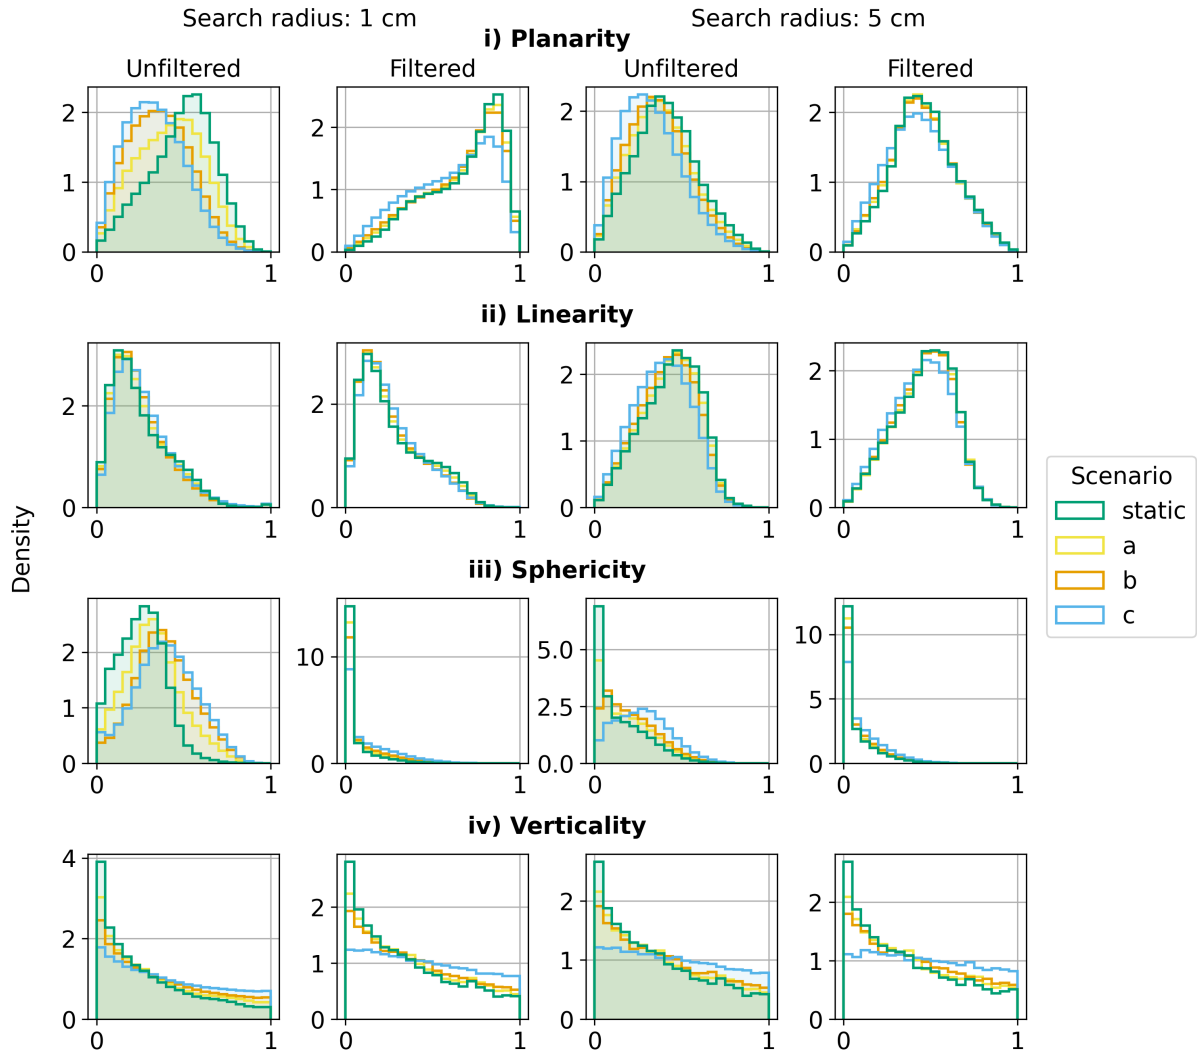 Search radius: 1 cm Search radius: 5 cm
i) Planarity
Unfiltered Filtered Unfiltered Filtered
2 2 2 2
1 1 1 1
0 0 0 0
0 1 0 1 0 1 0 1
ii) Linearity
2 2 2 2
1 1
0 0 0 0
0 1 0 1 0 1 0 1
Density
iii) Sphericity
2 10 5.0 10
1 2.5 5
0 0 0.0 0
0 1 0 1 0 1 0 1
iv) Verticality
4 2 2 2
2 1 1 1
0 0 0 0
0 1 0 1 0 1 0 1
Scenario
static
a
b
c